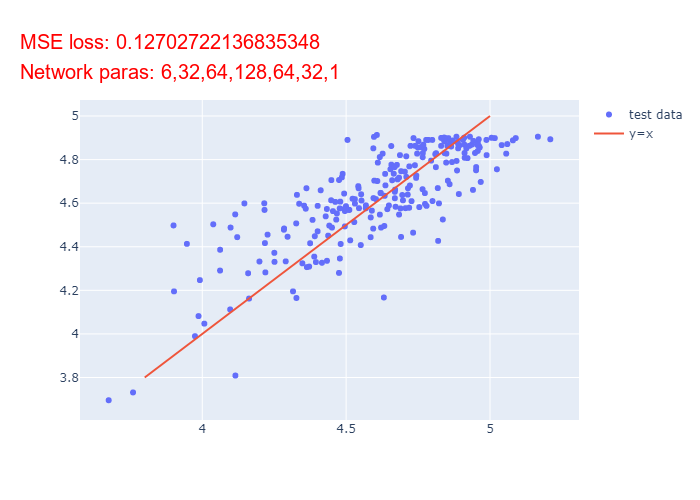 MSE loss: 0.12702722136835348
Network paras: 6,32,64,128,64,32,1
test data
y=x
5
4.8
4.6
4.4
4.2
4
3.8
4
4.5
5